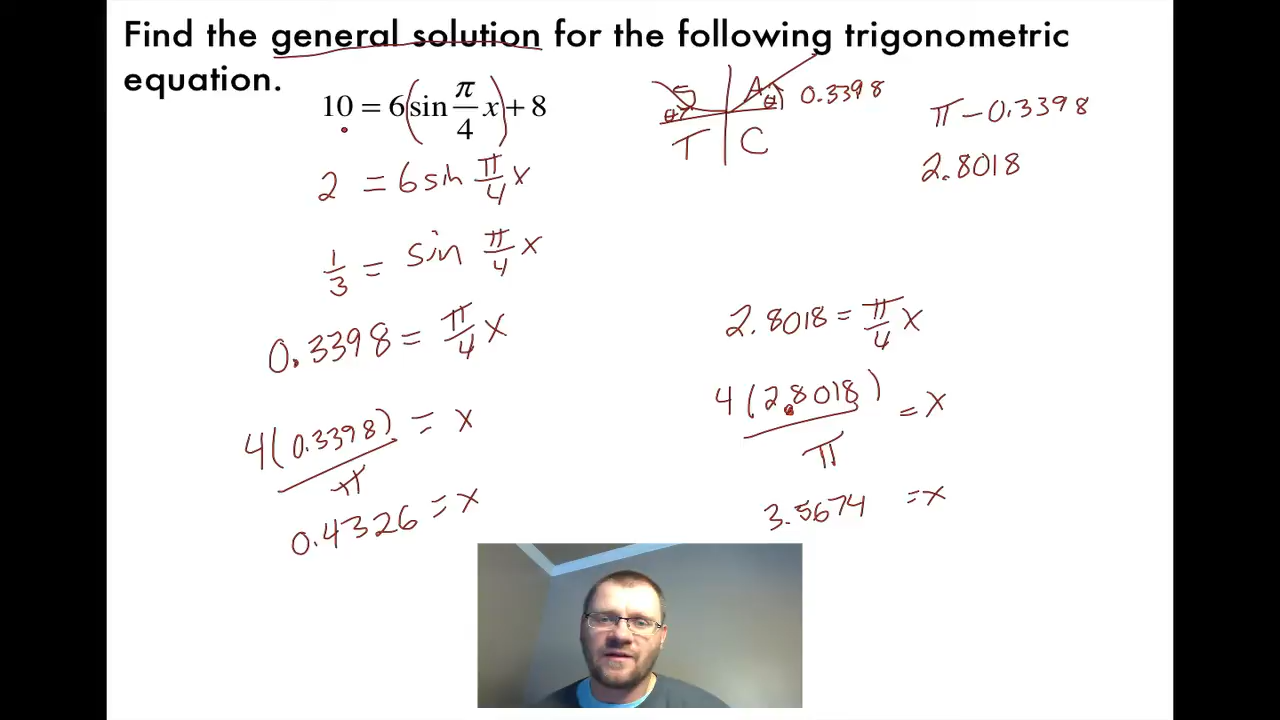 Find the general solution for the following trigonometric
equation.
10 = 6(sin π/4 x) + 8
2 = 6 sin π/4 x
1/3 = sin π/4 x
0.3398 = π/4 x
4(0.3398)/π = x
0.4326 = x
S A
T C
θ θ 0.3398
π - 0.3398
2.8018
2.8018 = π/4 x
4(2.8018)/π = x
3.5674 = x